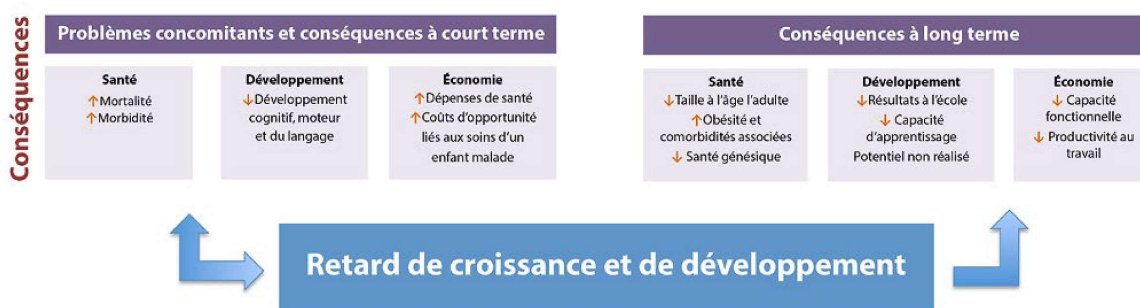 Conséquences
Problèmes concomitants et conséquences à court terme
Santé
↑Mortalité
↑Morbidité
Développement
↓Développement
cognitif, moteur
et du langage
Économie
↑Dépenses de santé
↑Coûts d'opportunité
liés aux soins d'un
enfant malade
Conséquences à long terme
Santé
↓Taille à l'âge l'adulte
↑Obésité et
comorbidités associées
↓ Santé génésique
Développement
↓Résultats à l'école
↓ Capacité
d'apprentissage
Potentiel non réalisé
Économie
↓ Capacité
fonctionnelle
↓ Productivité au
travail
Retard de croissance et de développement